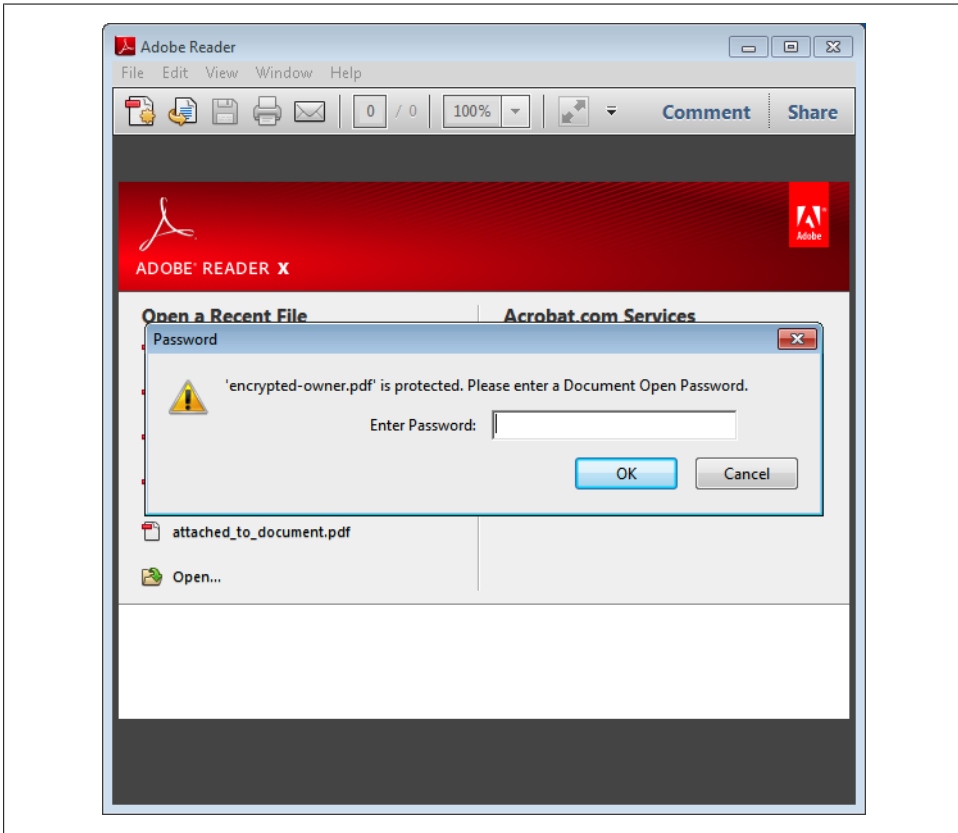 Adobe Reader
File Edit View Window Help
0 / 0 100% Comment Share
Adobe
ADOBE® READER X
Open a Recent File Acrobat.com Services
Password
'encrypted-owner.pdf' is protected. Please enter a Document Open Password.
Enter Password:
OK Cancel
attached_to_document.pdf
Open...